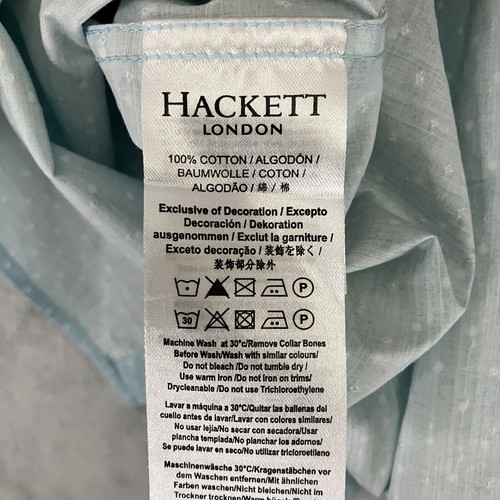 HACKETT
LONDON
100% COTTON / ALGODÓN /
BAUMWOLLE / COTON /
ALGODÃO / 綿 / 棉
Exclusive of Decoration / Excepto
Decoración / Dekoration
ausgenommen / Exclut la garniture /
Exceto decoração / 装飾を除く /
装饰部分除外
P
30 P
Machine Wash at 30°c/Remove Collar Bones
Before Wash/Wash with similar colours/
Do not bleach /Do not tumble dry /
Use warm iron /Do not iron on trims/
Drycleanable /Do not use Trichloroethylene
Lavar a máquina a 30°C/Quitar las ballenas del
cuello antes de lavar/Lavar con colores similares/
No usar lejía/No secar con secadora/Usar
plancha templada/No planchar los adornos/
Se puede lavar en seco/No utilizar tricloroetileno
Maschinenwäsche 30°C/Kragenstäbchen vor
dem Waschen entfernen/Mit ähnlichen
Farben waschen/Nicht bleichen/Nicht im